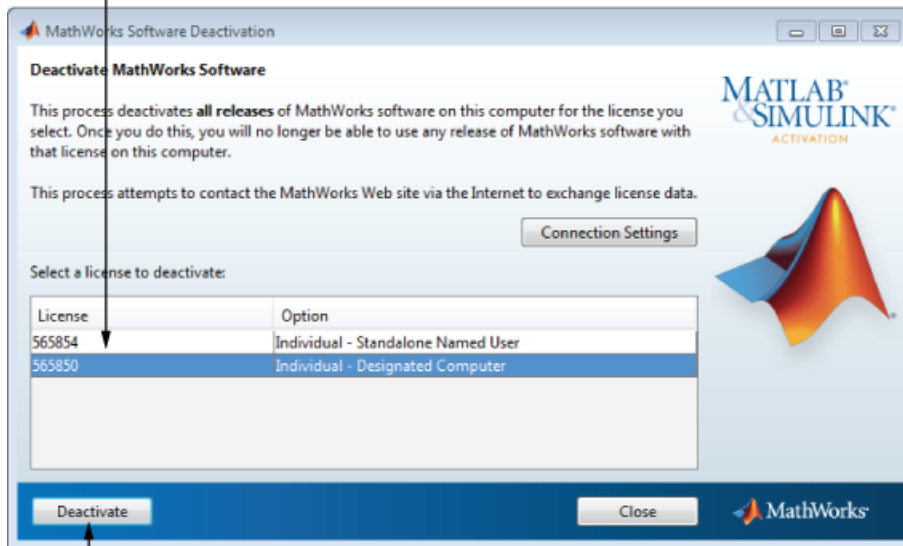 MathWorks Software Deactivation
Deactivate MathWorks Software
MATLAB®
&SIMULINK®
ACTIVATION
This process deactivates all releases of MathWorks software on this computer for the license you
select. Once you do this, you will no longer be able to use any release of MathWorks software with
that license on this computer.
This process attempts to contact the MathWorks Web site via the Internet to exchange license data.
Connection Settings
Select a license to deactivate:
License Option
565854 Individual - Standalone Named User
565850 Individual - Designated Computer
Deactivate Close MathWorks®